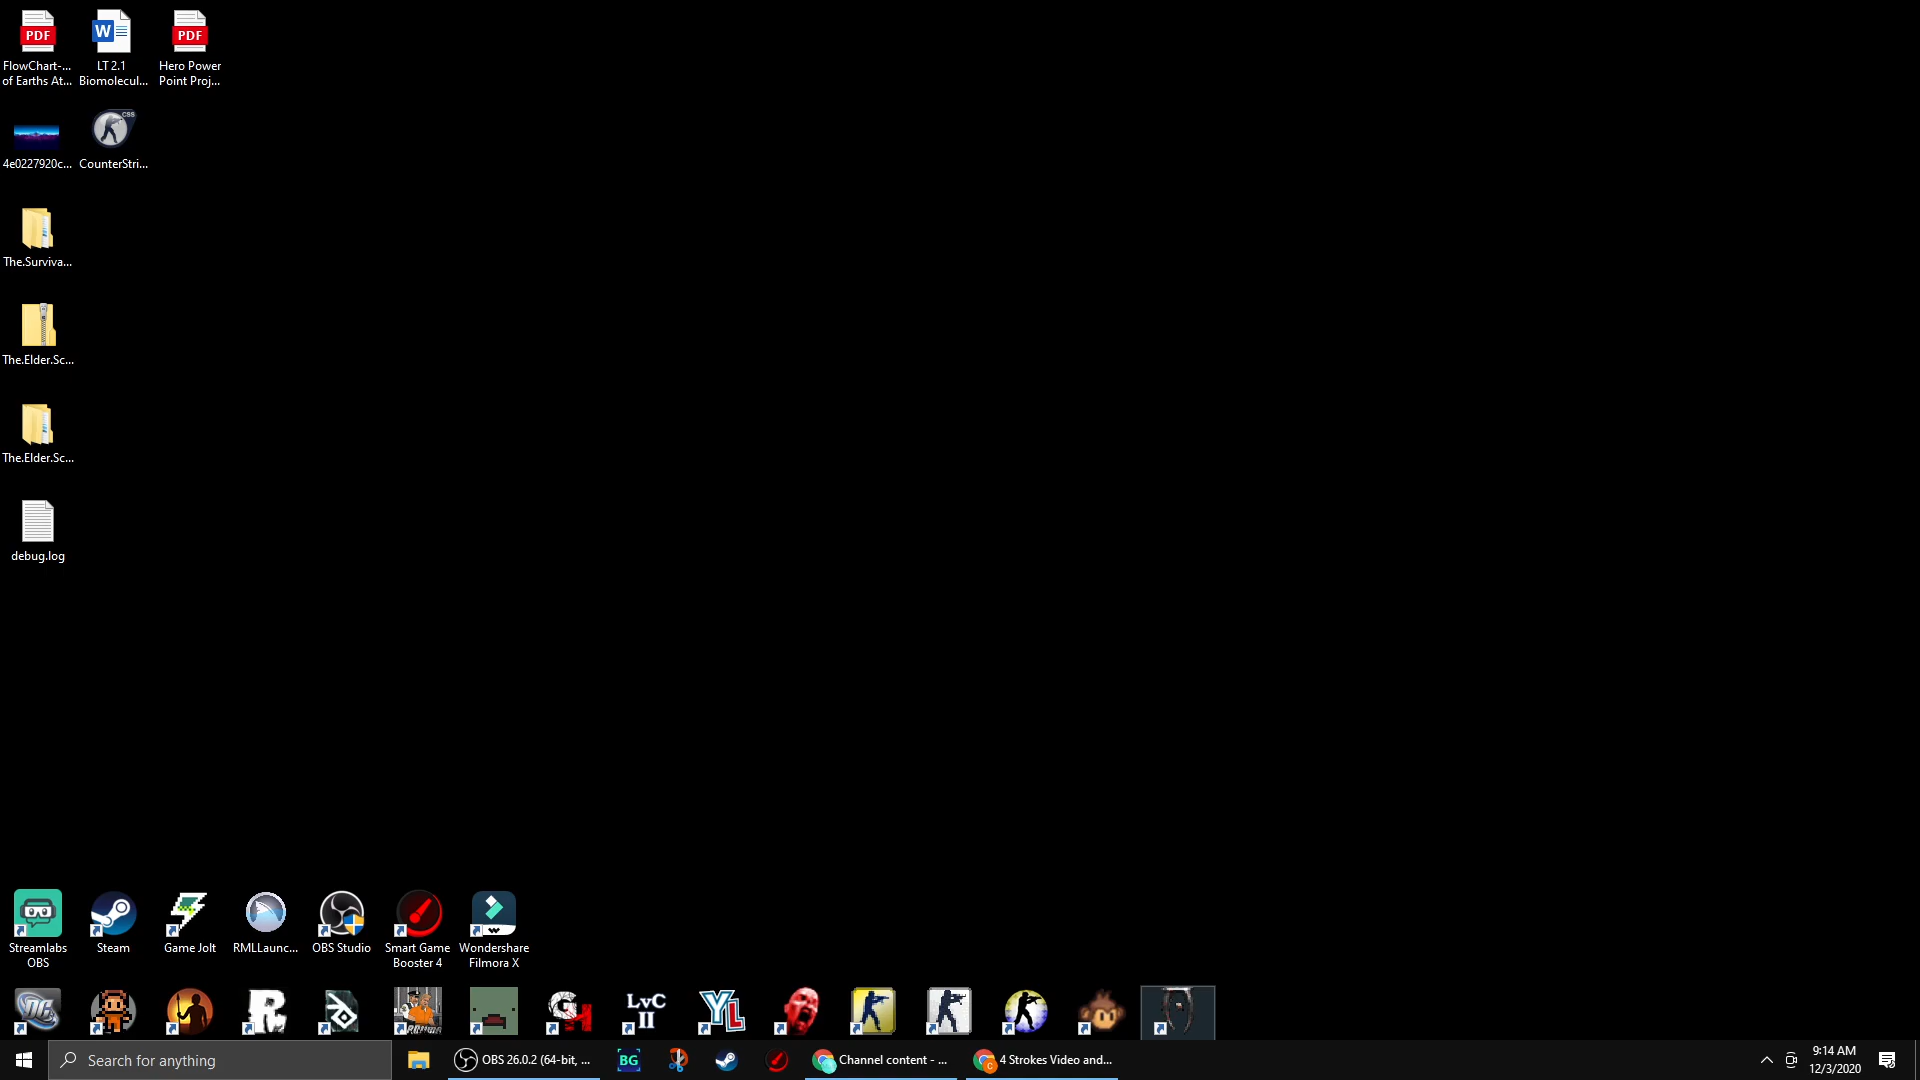 PDF
W
PDF
FlowChart-...
of Earths At...
LT 2.1
Biomolecul...
Hero Power
Point Proj...
CSS
4e0227920c...
CounterStri...
The.Surviva...
The.Elder.Sc...
The.Elder.Sc...
debug.log
Streamlabs
OBS
Steam
Game Jolt
RMLLaunc...
OBS Studio
Smart Game
Booster 4
Wondershare
Filmora X
R
GH
LvC
II
YL
Search for anything
OBS 26.0.2 (64-bit, ...
BG
Channel content - ...
C
4 Strokes Video and...
9:14 AM
12/3/2020